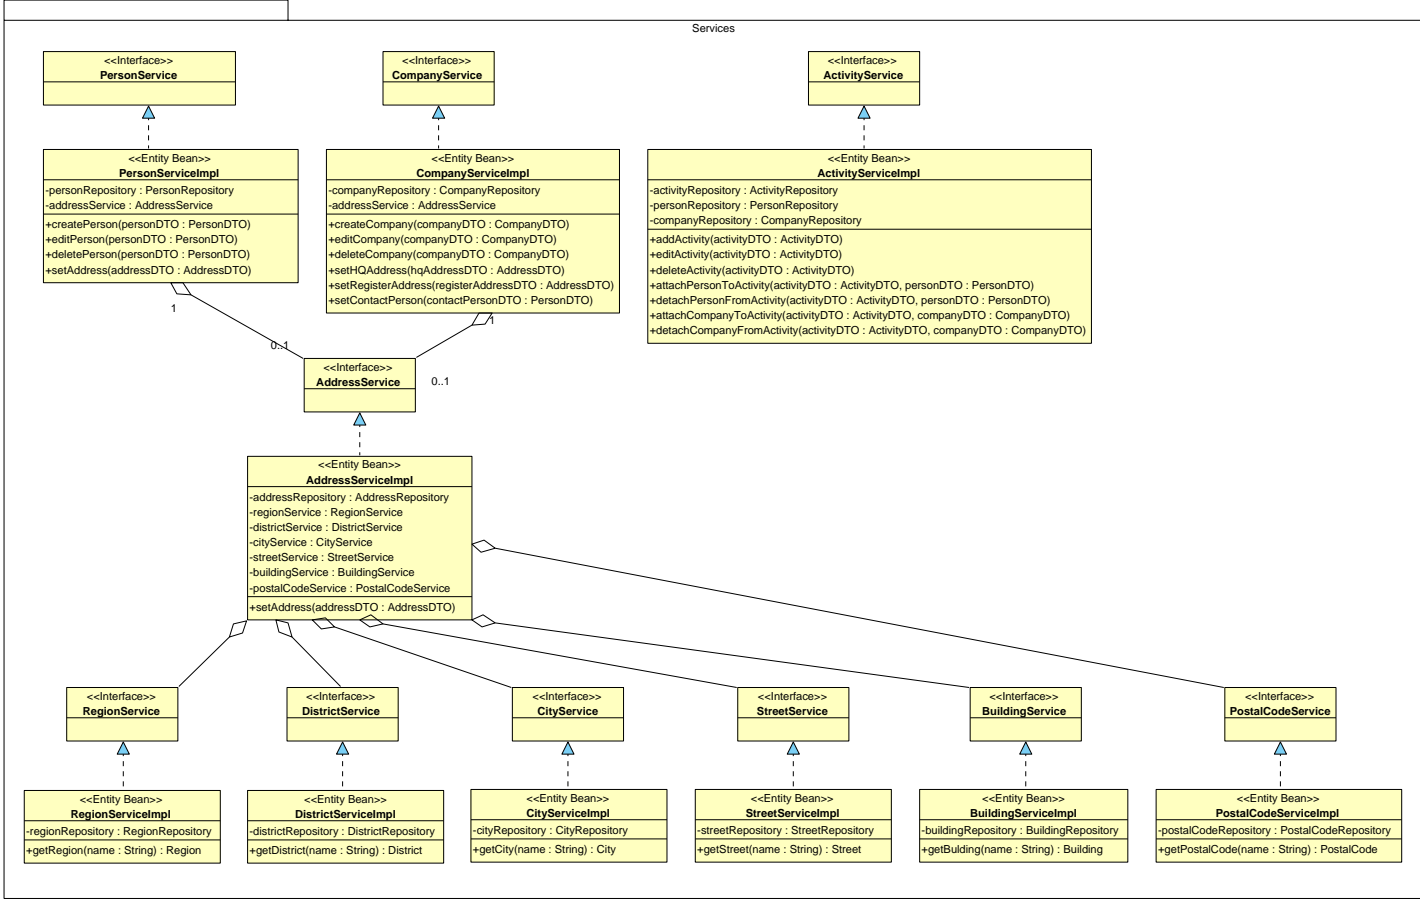 Services
<<Interface>>
PersonService
<<Interface>>
CompanyService
<<Interface>>
ActivityService
<<Entity Bean>>
PersonServiceImpl
-personRepository : PersonRepository
-addressService : AddressService
+createPerson(personDTO : PersonDTO)
+editPerson(personDTO : PersonDTO)
+deletePerson(personDTO : PersonDTO)
+setAddress(addressDTO : AddressDTO)
<<Entity Bean>>
CompanyServiceImpl
-companyRepository : CompanyRepository
-addressService : AddressService
+createCompany(companyDTO : CompanyDTO)
+editCompany(companyDTO : CompanyDTO)
+deleteCompany(companyDTO : CompanyDTO)
+setHQAddress(hqAddressDTO : AddressDTO)
+setRegisterAddress(registerAddressDTO : AddressDTO)
+setContactPerson(contactPersonDTO : PersonDTO)
<<Entity Bean>>
ActivityServiceImpl
-activityRepository : ActivityRepository
-personRepository : PersonRepository
-companyRepository : CompanyRepository
+addActivity(activityDTO : ActivityDTO)
+editActivity(activityDTO : ActivityDTO)
+deleteActivity(activityDTO : ActivityDTO)
+attachPersonToActivity(activityDTO : ActivityDTO, personDTO : PersonDTO)
+detachPersonFromActivity(activityDTO : ActivityDTO, personDTO : PersonDTO)
+attachCompanyToActivity(activityDTO : ActivityDTO, companyDTO : CompanyDTO)
+detachCompanyFromActivity(activityDTO : ActivityDTO, companyDTO : CompanyDTO)
1
1
0..1
0..1
<<Interface>>
AddressService
<<Entity Bean>>
AddressServiceImpl
-addressRepository : AddressRepository
-regionService : RegionService
-districtService : DistrictService
-cityService : CityService
-streetService : StreetService
-buildingService : BuildingService
-postalCodeService : PostalCodeService
+setAddress(addressDTO : AddressDTO)
<<Interface>>
RegionService
<<Interface>>
DistrictService
<<Interface>>
CityService
<<Interface>>
StreetService
<<Interface>>
BuildingService
<<Interface>>
PostalCodeService
<<Entity Bean>>
RegionServiceImpl
-regionRepository : RegionRepository
+getRegion(name : String) : Region
<<Entity Bean>>
DistrictServiceImpl
-districtRepository : DistrictRepository
+getDistrict(name : String) : District
<<Entity Bean>>
CityServiceImpl
-cityRepository : CityRepository
+getCity(name : String) : City
<<Entity Bean>>
StreetServiceImpl
-streetRepository : StreetRepository
+getStreet(name : String) : Street
<<Entity Bean>>
BuildingServiceImpl
-buildingRepository : BuildingRepository
+getBulding(name : String) : Building
<<Entity Bean>>
PostalCodeServiceImpl
-postalCodeRepository : PostalCodeRepository
+getPostalCode(name : String) : PostalCode